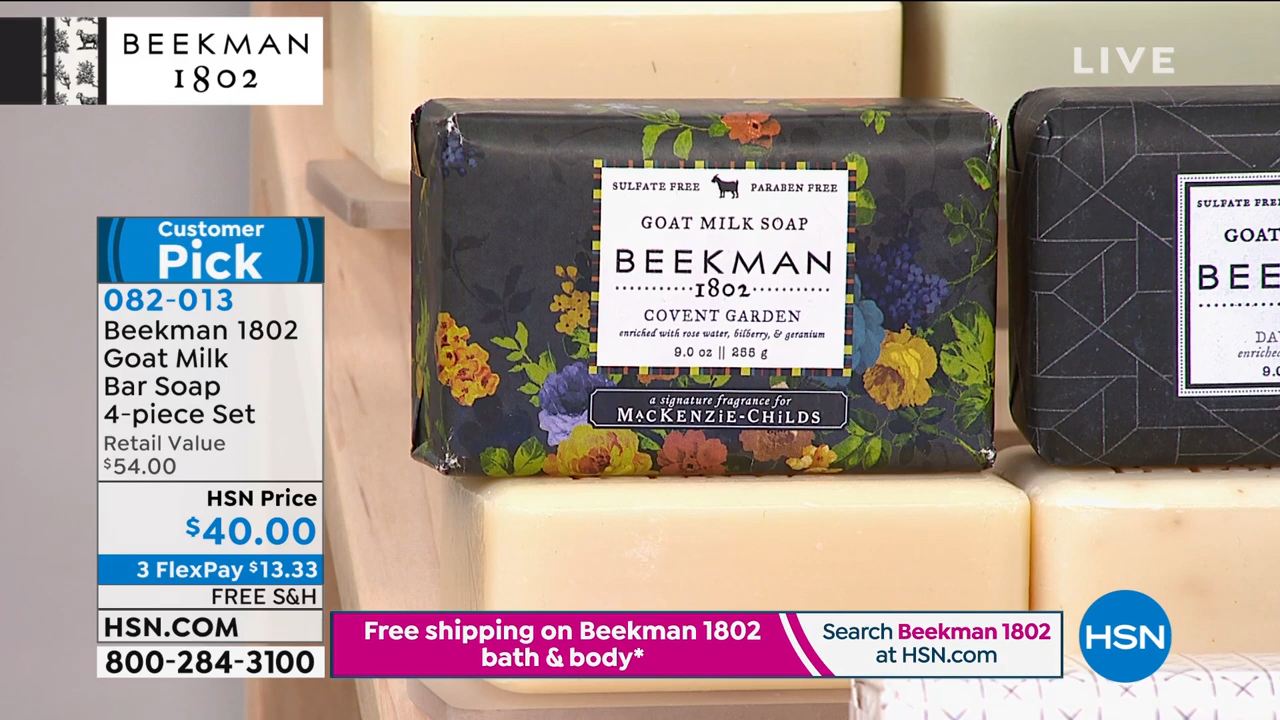 BEEKMAN
1802
LIVE
Customer
Pick
082-013
Beekman 1802
Goat Milk
Bar Soap
4-piece Set
Retail Value
$54.00
HSN Price
$40.00
3 FlexPay $13.33
FREE S&H
HSN.COM
800-284-3100
SULFATE FREE PARABEN FREE
GOAT MILK SOAP
BEEKMAN
1802
COVENT GARDEN
enriched with rose water, bilberry, & geranium
9.0 oz || 255 g
a signature fragrance for
MacKENZiE-CHiLDS
SULFATE FREE
GOAT
BEE
DA
enriched
9.0
Free shipping on Beekman 1802
bath & body*
Search Beekman 1802
at HSN.com
HSN